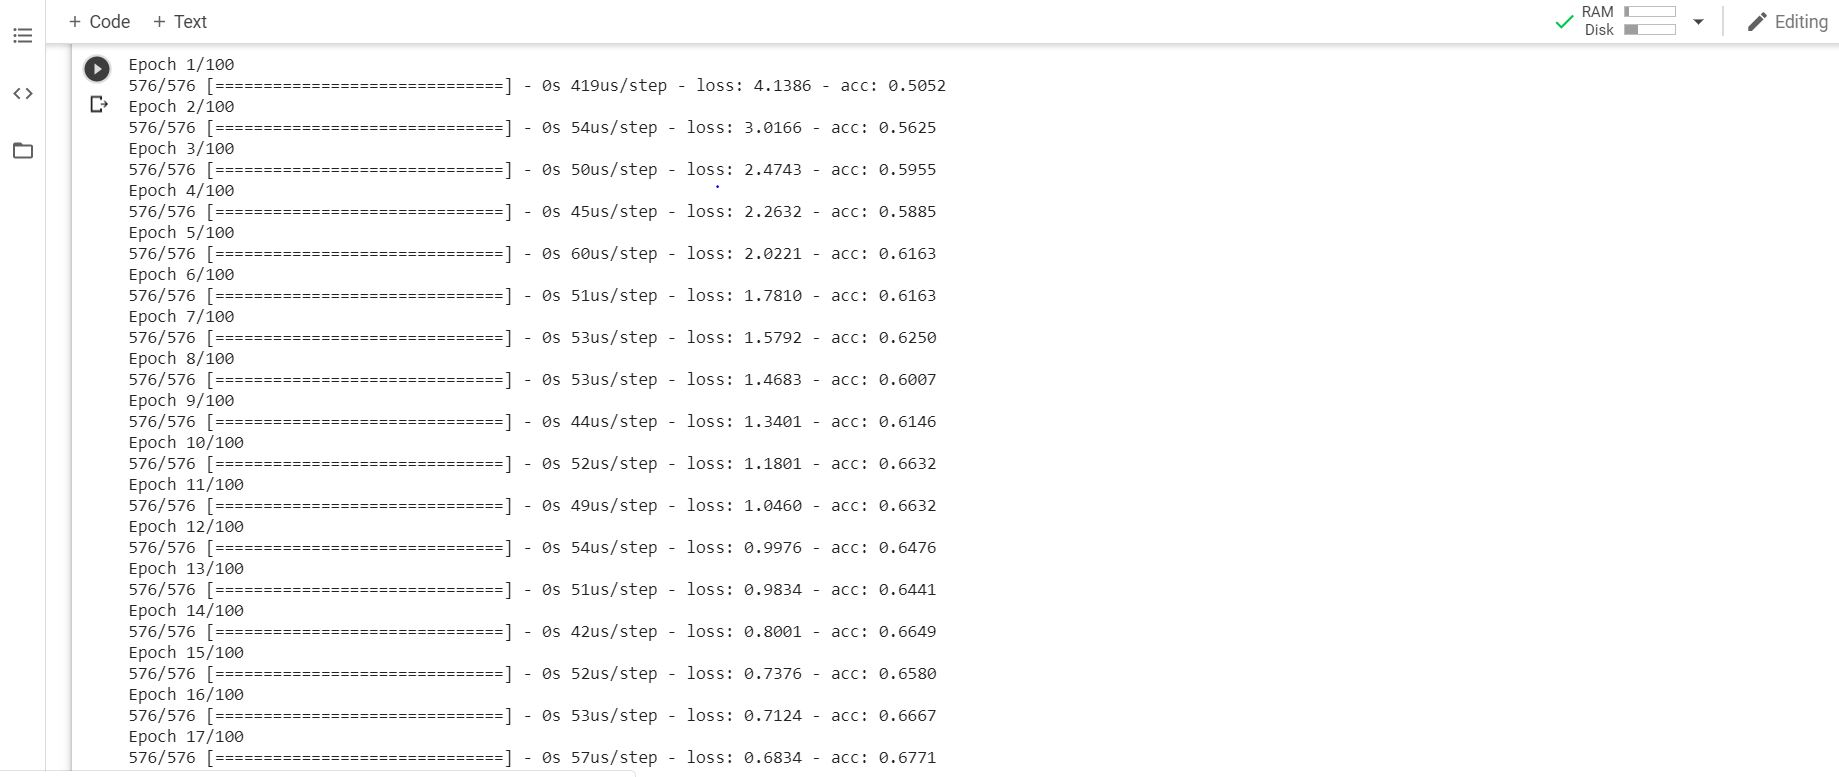 + Code + Text
RAM
Disk
Editing
Epoch 1/100
576/576 [==============================] - 0s 419us/step - loss: 4.1386 - acc: 0.5052
Epoch 2/100
576/576 [==============================] - 0s 54us/step - loss: 3.0166 - acc: 0.5625
Epoch 3/100
576/576 [==============================] - 0s 50us/step - loss: 2.4743 - acc: 0.5955
Epoch 4/100
576/576 [==============================] - 0s 45us/step - loss: 2.2632 - acc: 0.5885
Epoch 5/100
576/576 [==============================] - 0s 60us/step - loss: 2.0221 - acc: 0.6163
Epoch 6/100
576/576 [==============================] - 0s 51us/step - loss: 1.7810 - acc: 0.6163
Epoch 7/100
576/576 [==============================] - 0s 53us/step - loss: 1.5792 - acc: 0.6250
Epoch 8/100
576/576 [==============================] - 0s 53us/step - loss: 1.4683 - acc: 0.6007
Epoch 9/100
576/576 [==============================] - 0s 44us/step - loss: 1.3401 - acc: 0.6146
Epoch 10/100
576/576 [==============================] - 0s 52us/step - loss: 1.1801 - acc: 0.6632
Epoch 11/100
576/576 [==============================] - 0s 49us/step - loss: 1.0460 - acc: 0.6632
Epoch 12/100
576/576 [==============================] - 0s 54us/step - loss: 0.9976 - acc: 0.6476
Epoch 13/100
576/576 [==============================] - 0s 51us/step - loss: 0.9834 - acc: 0.6441
Epoch 14/100
576/576 [==============================] - 0s 42us/step - loss: 0.8001 - acc: 0.6649
Epoch 15/100
576/576 [==============================] - 0s 52us/step - loss: 0.7376 - acc: 0.6580
Epoch 16/100
576/576 [==============================] - 0s 53us/step - loss: 0.7124 - acc: 0.6667
Epoch 17/100
576/576 [==============================] - 0s 57us/step - loss: 0.6834 - acc: 0.6771